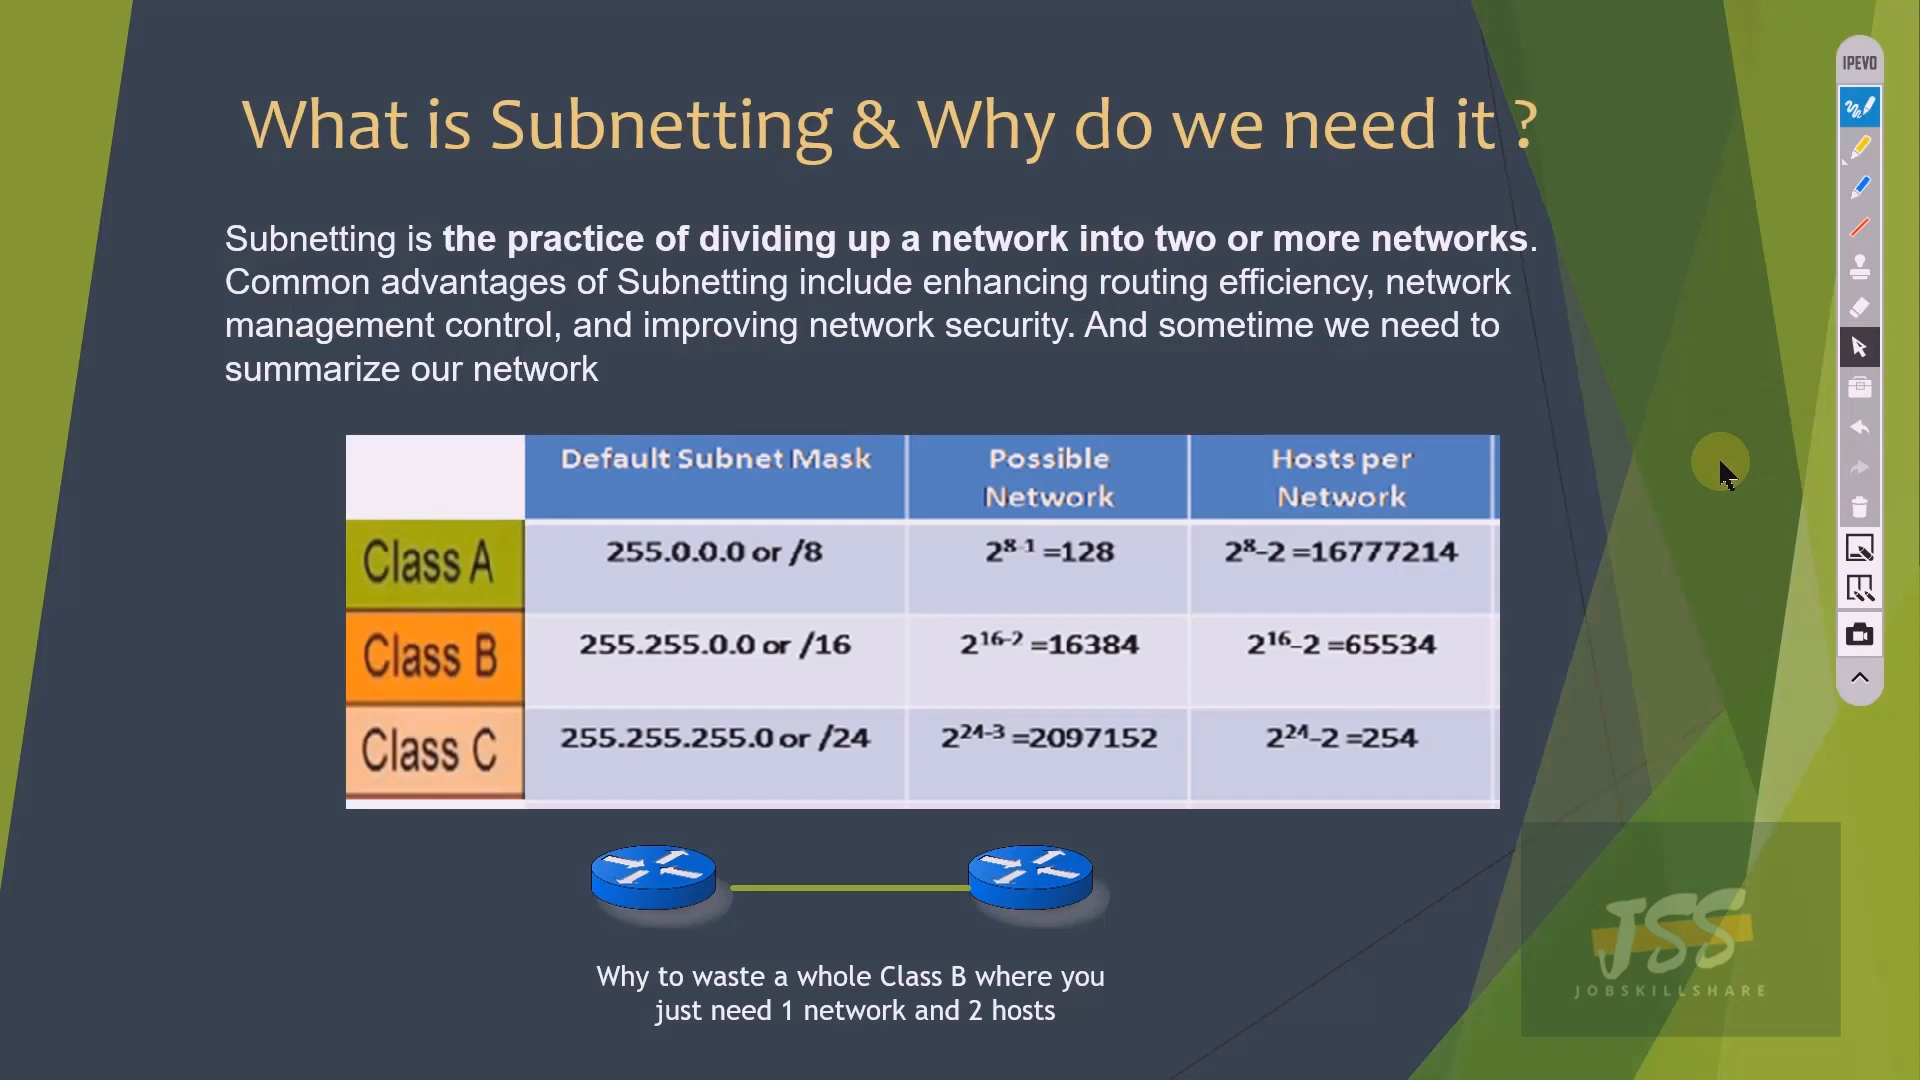 IPEVO
What is Subnetting & Why do we need it ?
Subnetting is the practice of dividing up a network into two or more networks.
Common advantages of Subnetting include enhancing routing efficiency, network
management control, and improving network security. And sometime we need to
summarize our network
Default Subnet Mask
Possible
Network
Hosts per
Network
Class A
255.0.0.0 or /8
2⁸⁻¹ =128
2⁸-2 =16777214
Class B
255.255.0.0 or /16
2¹⁶⁻² =16384
2¹⁶-2 =65534
Class C
255.255.255.0 or /24
2²⁴⁻³ =2097152
2²⁴-2 =254
Why to waste a whole Class B where you
just need 1 network and 2 hosts
JSS
JOBSKILLSHARE